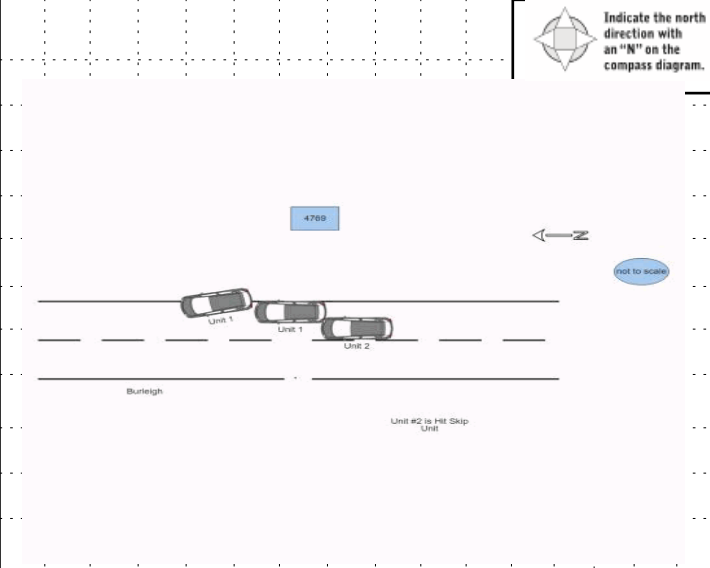 Indicate the north
direction with
an “N” on the
compass diagram.
4769
N
not to scale
Unit 1
Unit 1
Unit 2
Burleigh
Unit #2 is Hit Skip
Unit